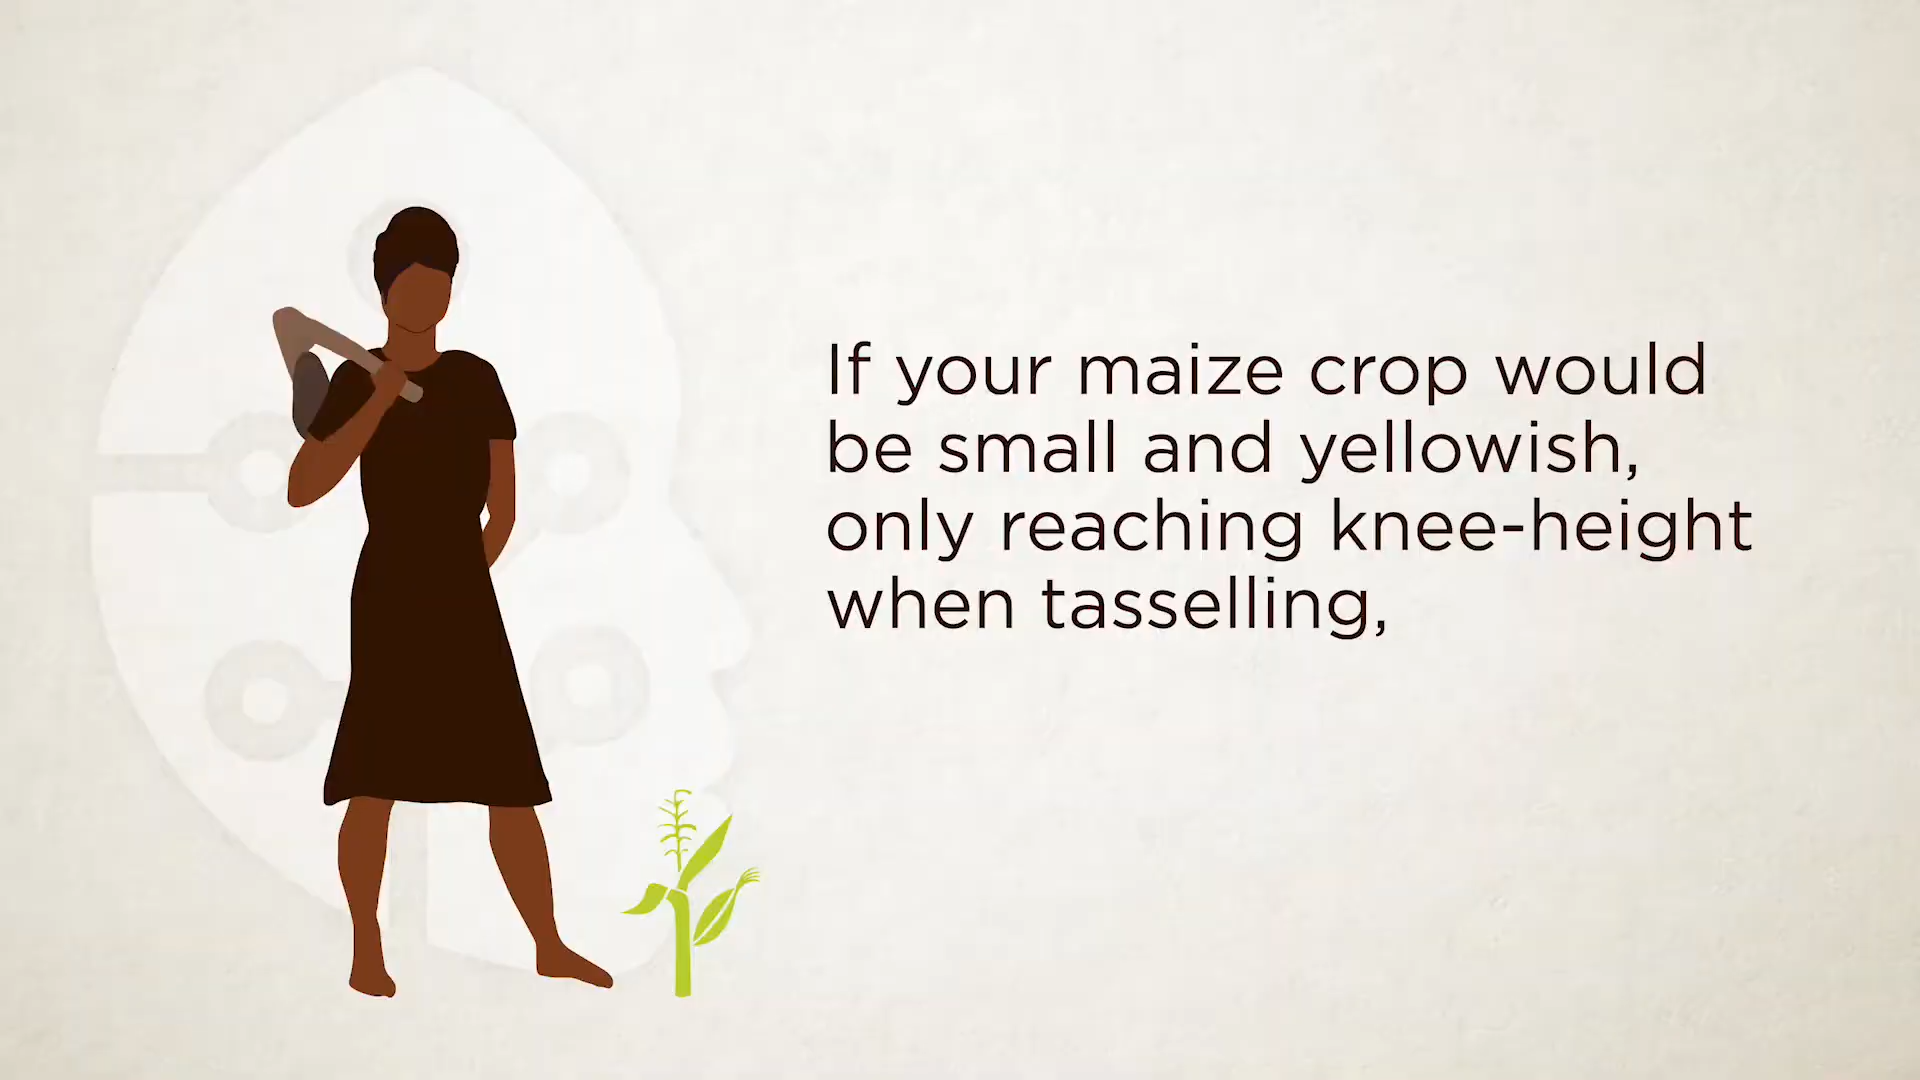 If your maize crop would
be small and yellowish,
only reaching knee-height
when tasselling,